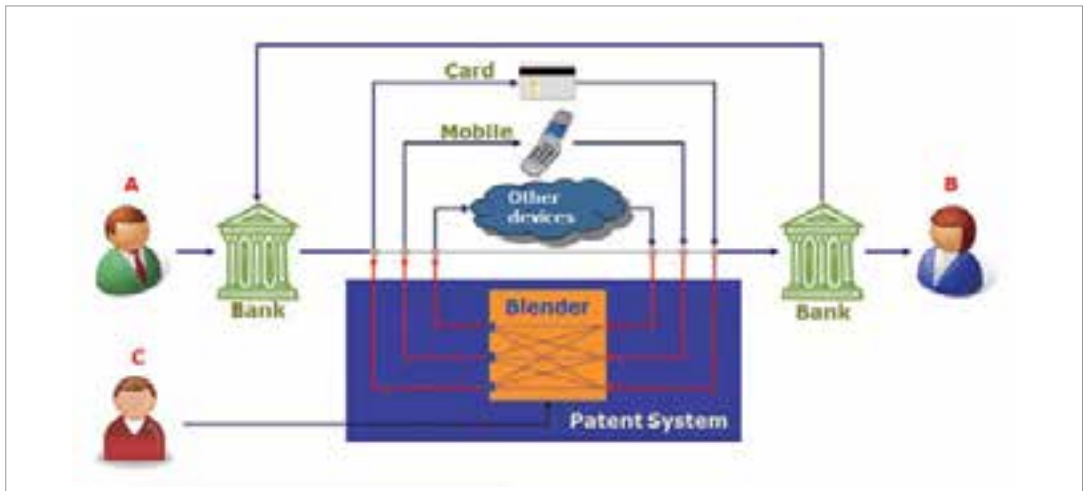 Card
Mobile
A
B
Other
devices
Bank
Bank
Blender
C
Patent System